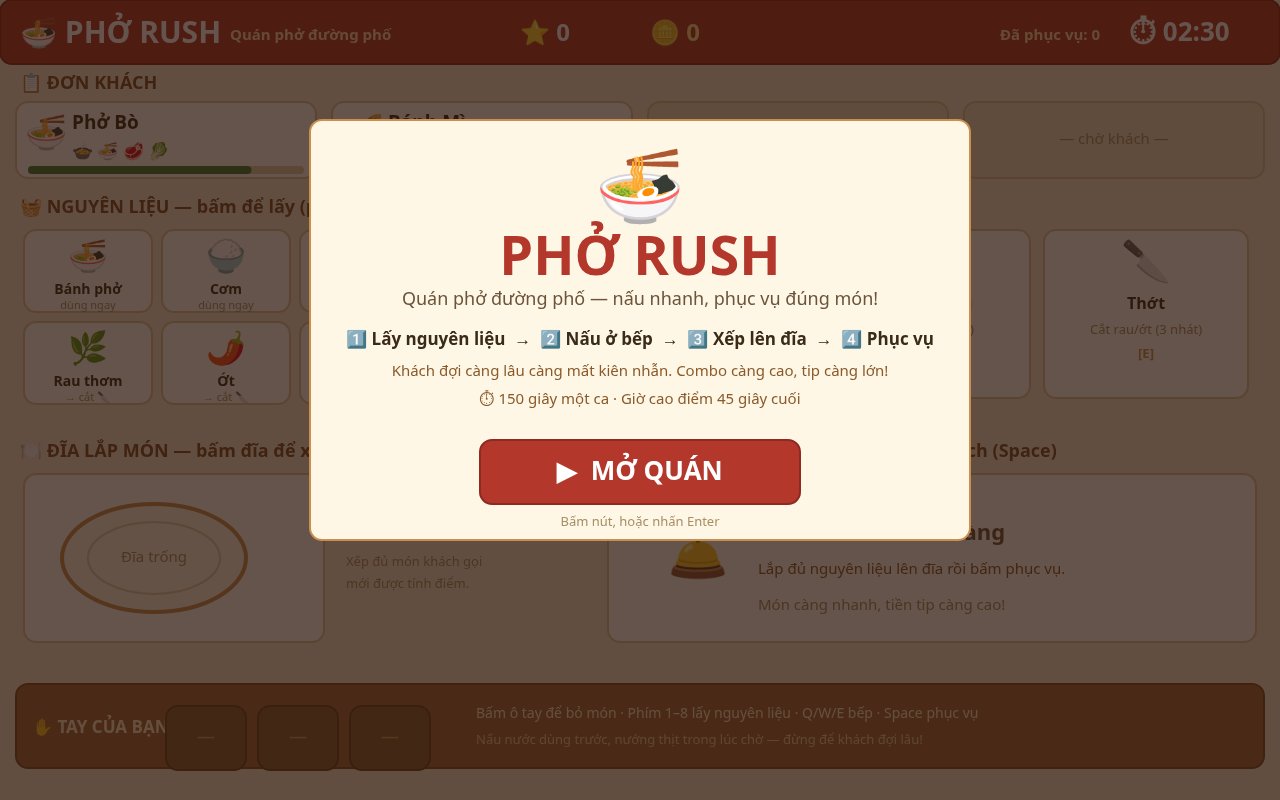 PHỞ RUSH Quán phở đường phố ⭐ 0 🪙 0 Đã phục vụ: 0 ⏱ 02:30
📋 ĐƠN KHÁCH
Phở Bò
— chờ khách —
🧺 NGUYÊN LIỆU — bấm để lấy
Bánh phở
dùng ngay
Cơm
dùng ngay
Rau thơm
→ cắt 🔪
Ớt
→ cắt 🔪
Thớt
Cắt rau/ớt (3 nhát)
[E]
PHỞ RUSH
Quán phở đường phố — nấu nhanh, phục vụ đúng món!
1️⃣ Lấy nguyên liệu → 2️⃣ Nấu ở bếp → 3️⃣ Xếp lên đĩa → 4️⃣ Phục vụ
Khách đợi càng lâu càng mất kiên nhẫn. Combo càng cao, tip càng lớn!
⏱ 150 giây một ca · Giờ cao điểm 45 giây cuối
▶ MỞ QUÁN
Bấm nút, hoặc nhấn Enter
🍽️ ĐĨA LẮP MÓN — bấm đĩa để
(Space)
Đĩa trống
Xếp đủ món khách gọi
mới được tính điểm.
Lắp đủ nguyên liệu lên đĩa rồi bấm phục vụ.
Món càng nhanh, tiền tip càng cao!
✋ TAY CỦA BẠN
— — —
Bấm ô tay để bỏ món · Phím 1–8 lấy nguyên liệu · Q/W/E bếp · Space phục vụ
Nấu nước dùng trước, nướng thịt trong lúc chờ — đừng để khách đợi lâu!